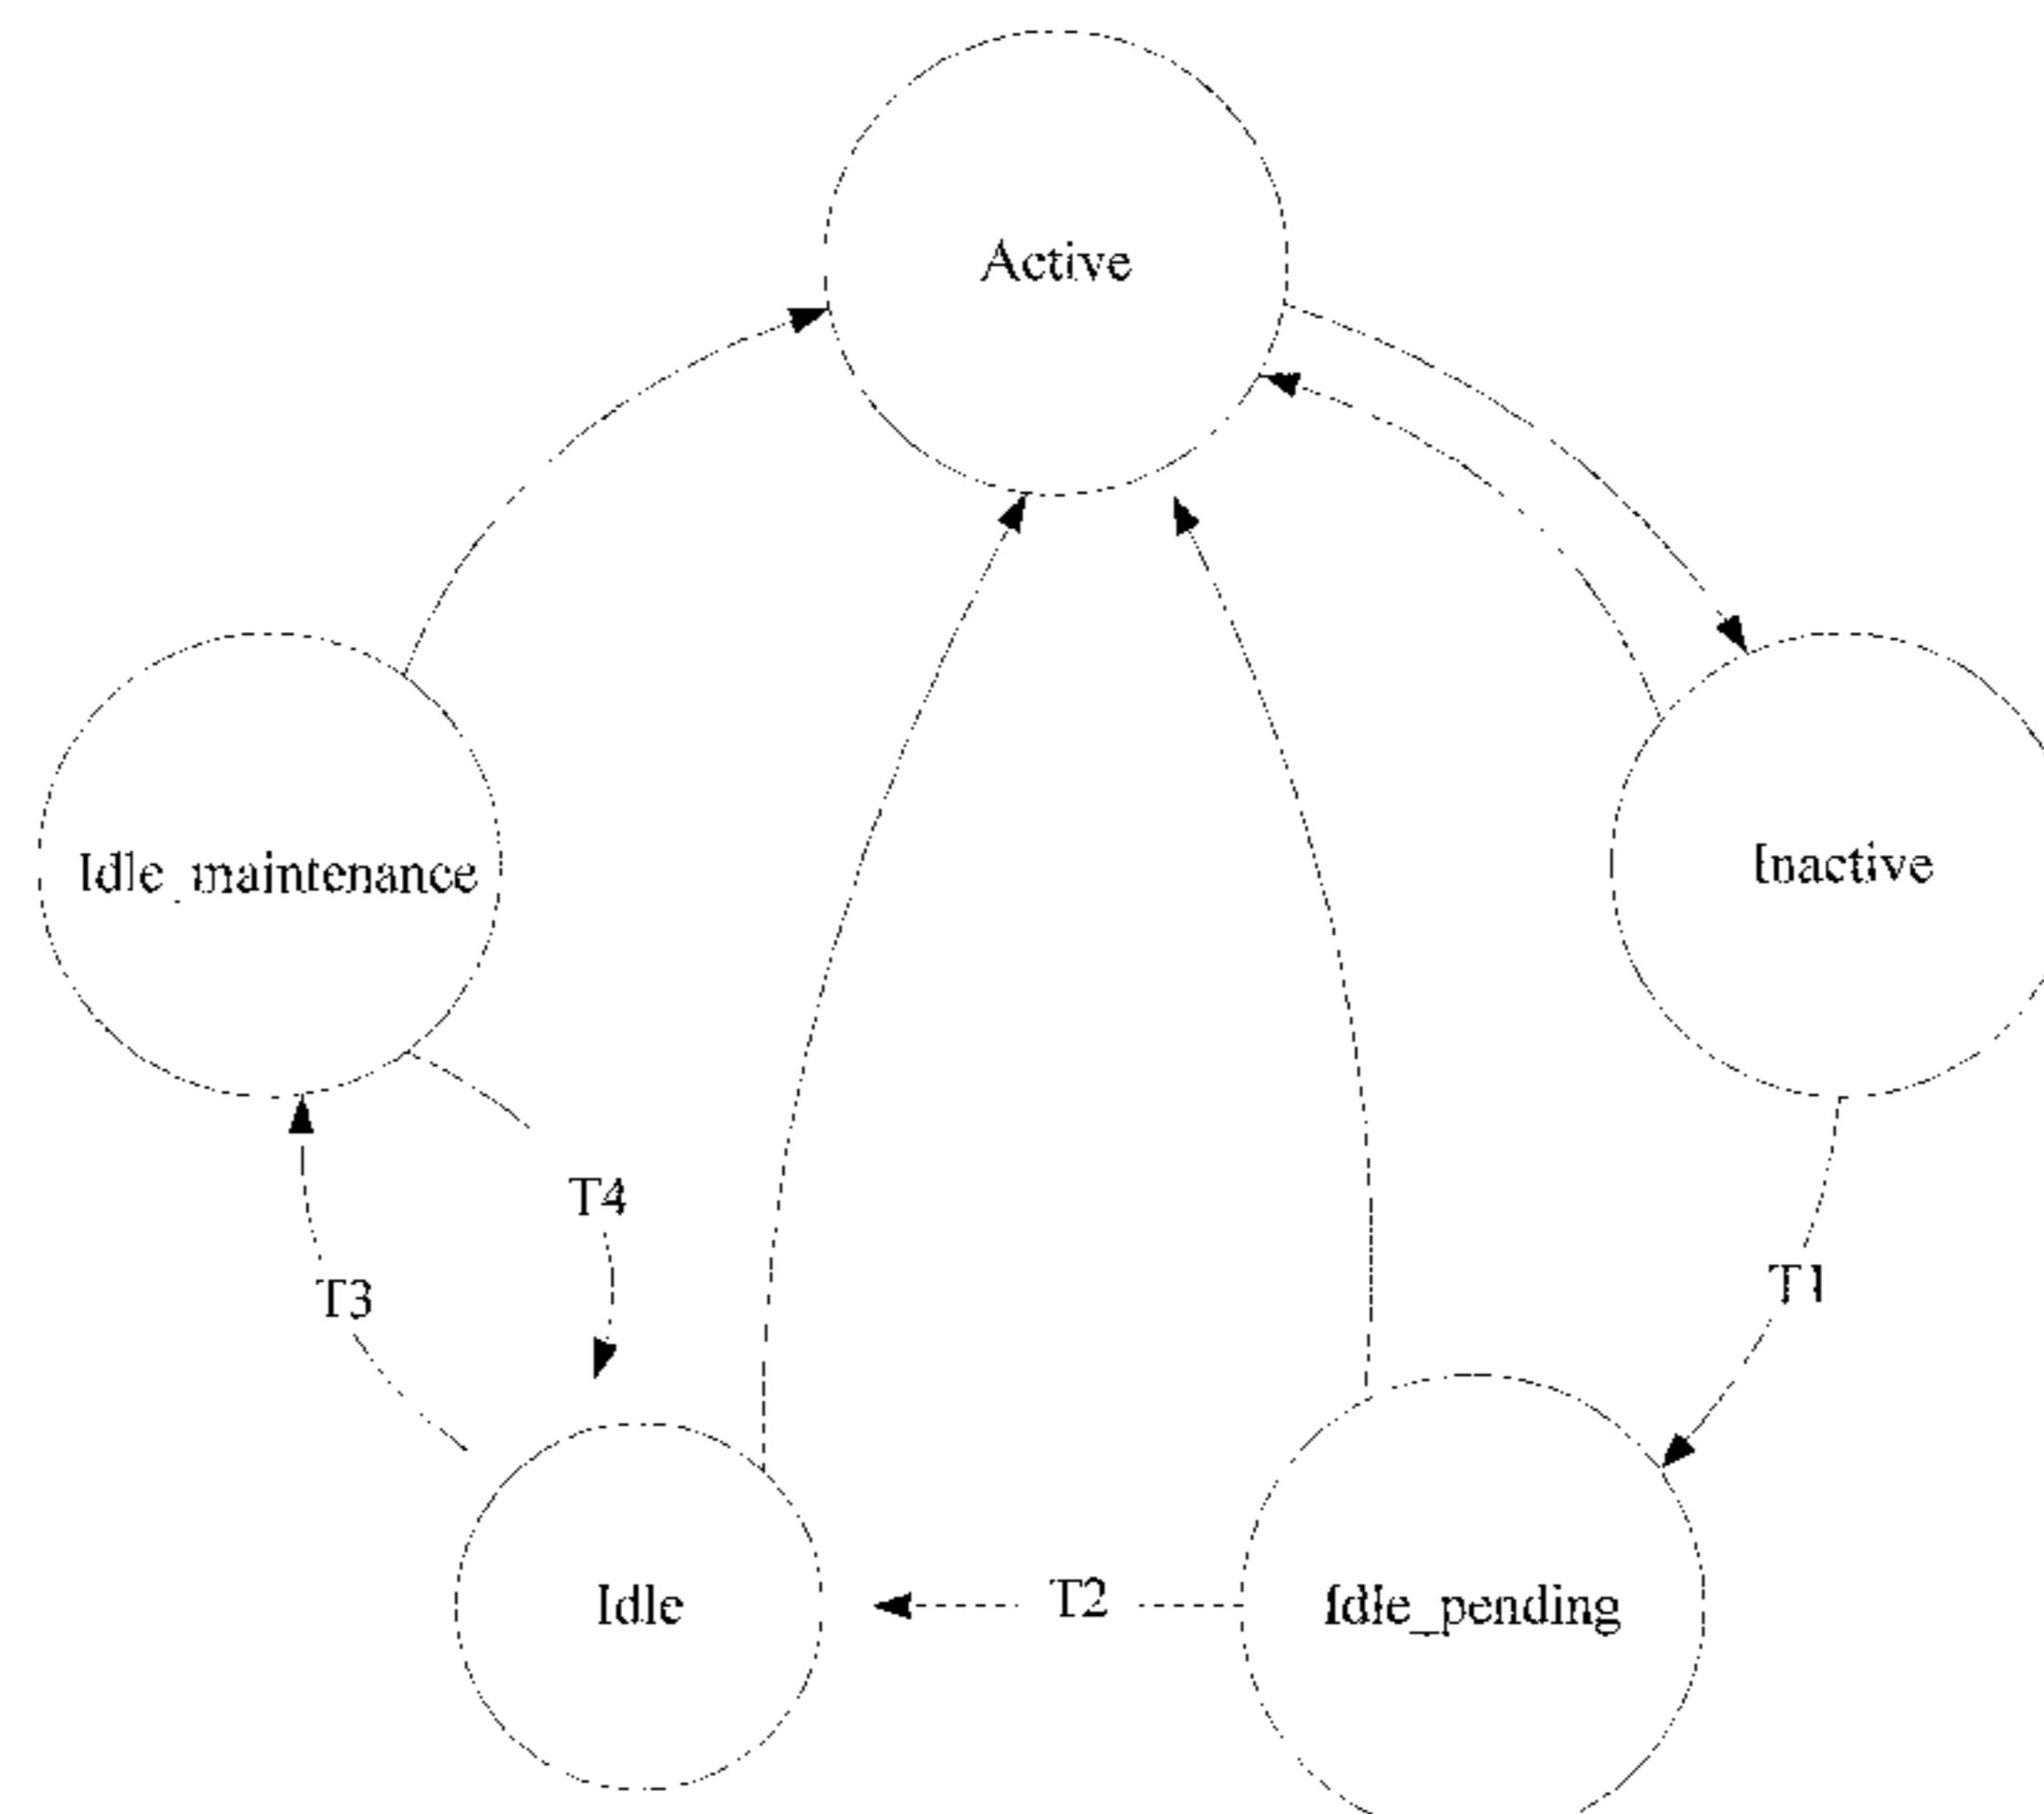 Active
Idle_maintenance
Inactive
T4
T3
T1
Idle
T2
Idle_pending